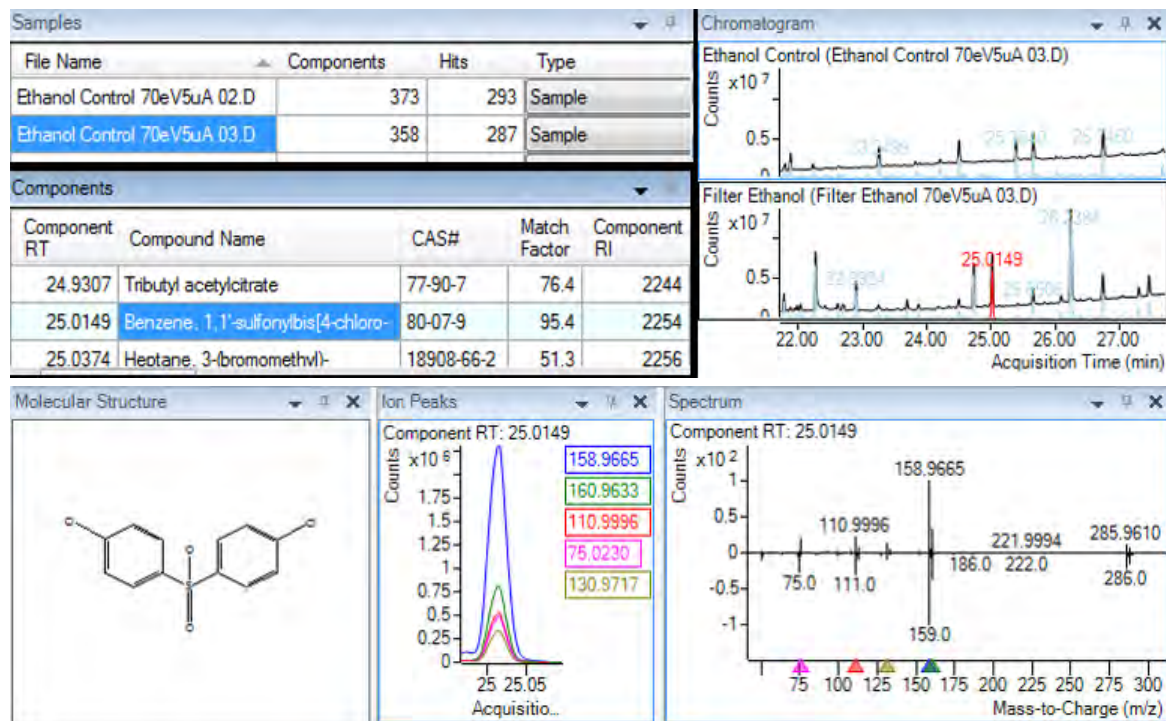 Samples
File Name Components Hits Type
Ethanol Control 70eV5uA 02.D 373 293 Sample
Ethanol Control 70eV5uA 03.D 358 287 Sample
Components
Component RT Compound Name CAS# Match Factor Component RI
24.9307 Tributyl acetylcitrate 77-90-7 76.4 2244
25.0149 Benzene, 1,1'-sulfonylbis[4-chloro- 80-07-9 95.4 2254
25.0374 Heptane, 3-(bromomethyl)- 18908-66-2 51.3 2256
Chromatogram
Ethanol Control (Ethanol Control 70eV5uA 03.D)
Counts
x10 7
0.5
0
Filter Ethanol (Filter Ethanol 70eV5uA 03.D)
Counts
x10 7
25.0149
0.5
0
22.00 23.00 24.00 25.00 26.00 27.00
Acquisition Time (min)
Molecular Structure
Cl Cl
O
S
O
Ion Peaks
Component RT: 25.0149
Counts
x10 6
1.75
1.5
1.25
1
0.75
0.5
0.25
0
158.9665
160.9633
110.9996
75.0230
130.9717
25 25.05
Acquisitio...
Spectrum
Component RT: 25.0149
Counts
x10 2
1
0.5
0
-0.5
-1
158.9665
110.9996
221.9994
285.9610
75.0
111.0
186.0
222.0
286.0
159.0
75 100 125 150 175 200 225 250 275 300
Mass-to-Charge (m/z)